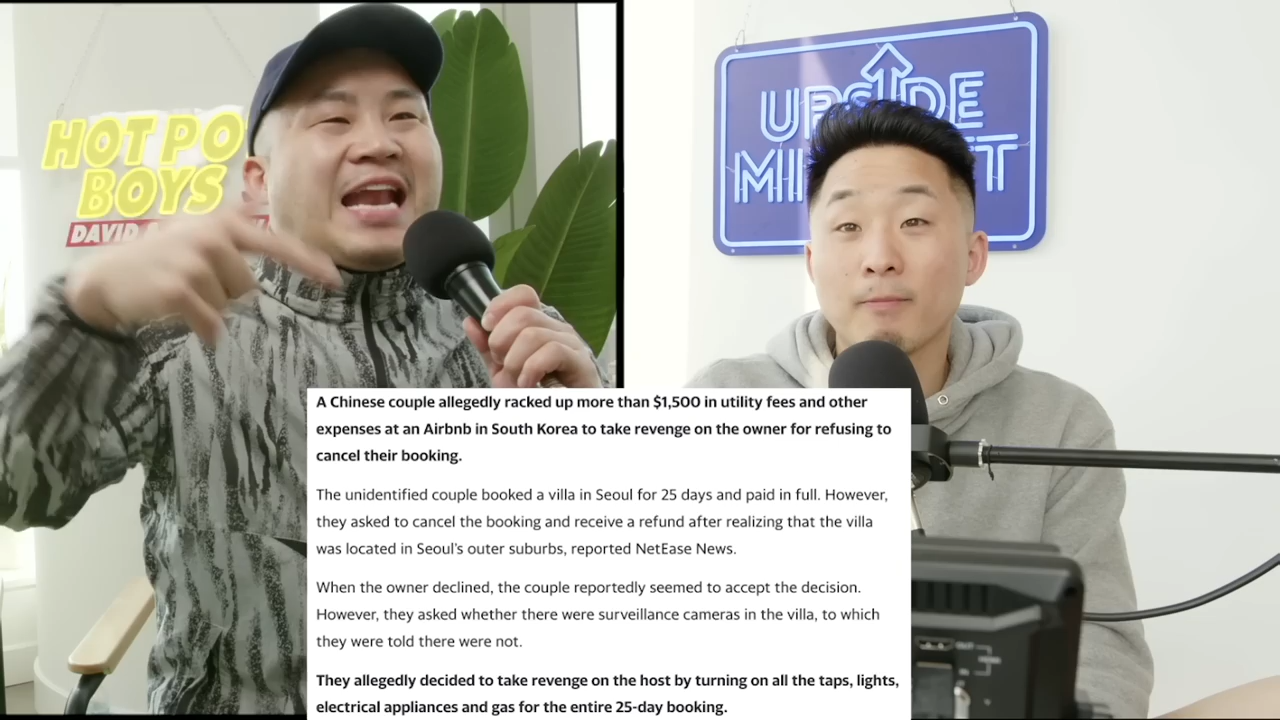 HOT PO
BOYS
DAVID
UPSIDE
A Chinese couple allegedly racked up more than $1,500 in utility fees and other
expenses at an Airbnb in South Korea to take revenge on the owner for refusing to
cancel their booking.
The unidentified couple booked a villa in Seoul for 25 days and paid in full. However,
they asked to cancel the booking and receive a refund after realizing that the villa
was located in Seoul's outer suburbs, reported NetEase News.
When the owner declined, the couple reportedly seemed to accept the decision.
However, they asked whether there were surveillance cameras in the villa, to which
they were told there were not.
They allegedly decided to take revenge on the host by turning on all the taps, lights,
electrical appliances and gas for the entire 25-day booking.